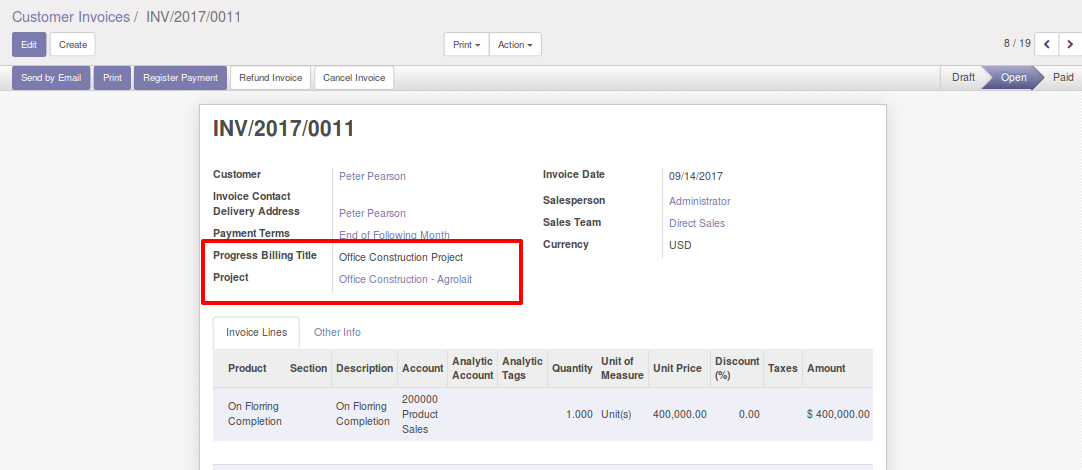 Customer Invoices / INV/2017/0011
Edit Create Print Action 8 / 19
Send by Email Print Register Payment Refund Invoice Cancel Invoice Draft Open Paid
INV/2017/0011
Customer Peter Pearson
Invoice Contact
Delivery Address Peter Pearson
Payment Terms End of Following Month
Progress Billing Title Office Construction Project
Project Office Construction - Agrolait
Invoice Date 09/14/2017
Salesperson Administrator
Sales Team Direct Sales
Currency USD
Invoice Lines Other Info
Product Section Description Account Analytic Account Analytic Tags Quantity Unit of Measure Unit Price Discount (%) Taxes Amount
On Florring Completion On Florring Completion 200000 Product Sales 1.000 Unit(s) 400,000.00 0.00 $ 400,000.00